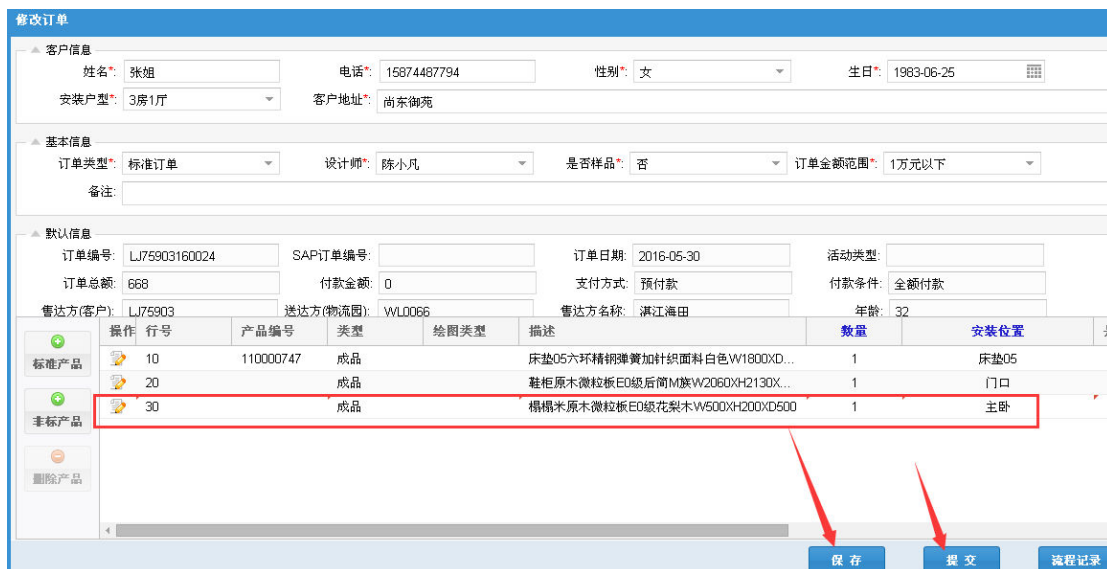 修改订单
客户信息
姓名*: 张姐 电话*: 15874487794 性别*: 女 生日*: 1983-06-25
安装户型*: 3房1厅 客户地址*: 尚东御苑
基本信息
订单类型*: 标准订单 设计师*: 陈小凡 是否样品*: 否 订单金额范围*: 1万元以下
备注:
默认信息
订单编号: LJ75903160024 SAP订单编号: 订单日期: 2016-05-30 活动类型:
订单总额: 668 付款金额: 0 支付方式: 预付款 付款条件: 全额付款
售达方(客户): LJ75903 送达方(物流园): WL0066 售达方名称: 湛江海田 年龄: 32
操作 行号 产品编号 类型 绘图类型 描述 数量 安装位置
标准产品
非标产品
删除产品
10 110000747 成品 床垫05六环精钢弹簧加针织面料白色W1800XD... 1 床垫05
20 成品 鞋柜原木微粒板E0级后简M族W2060XH2130X... 1 门口
30 成品 榻榻米原木微粒板E0级花梨木W500XH200XD500 1 主卧
保存 提交 流程记录